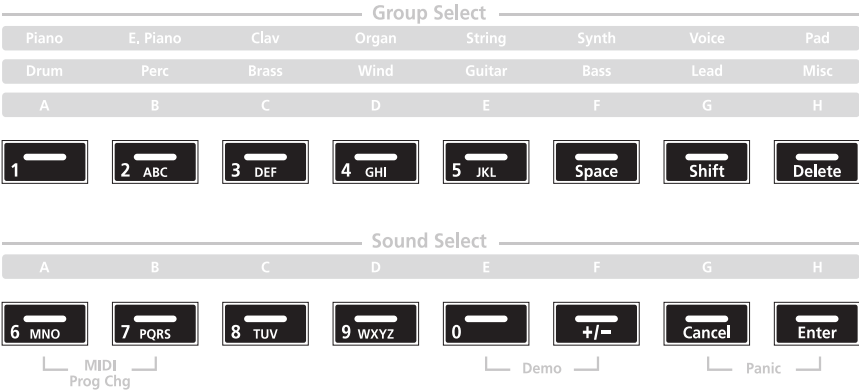 Group Select
Piano E, Piano Clav Organ String Synth Voice Pad
Drum Perc Brass Wind Guitar Bass Lead Misc
A B C D E F G H
1 2 ABC 3 DEF 4 GHI 5 JKL Space Shift Delete
Sound Select
A B C D E F G H
6 MNO 7 PQRS 8 TUV 9 WXYZ 0 +/− Cancel Enter
MIDI Demo Panic
Prog Chg